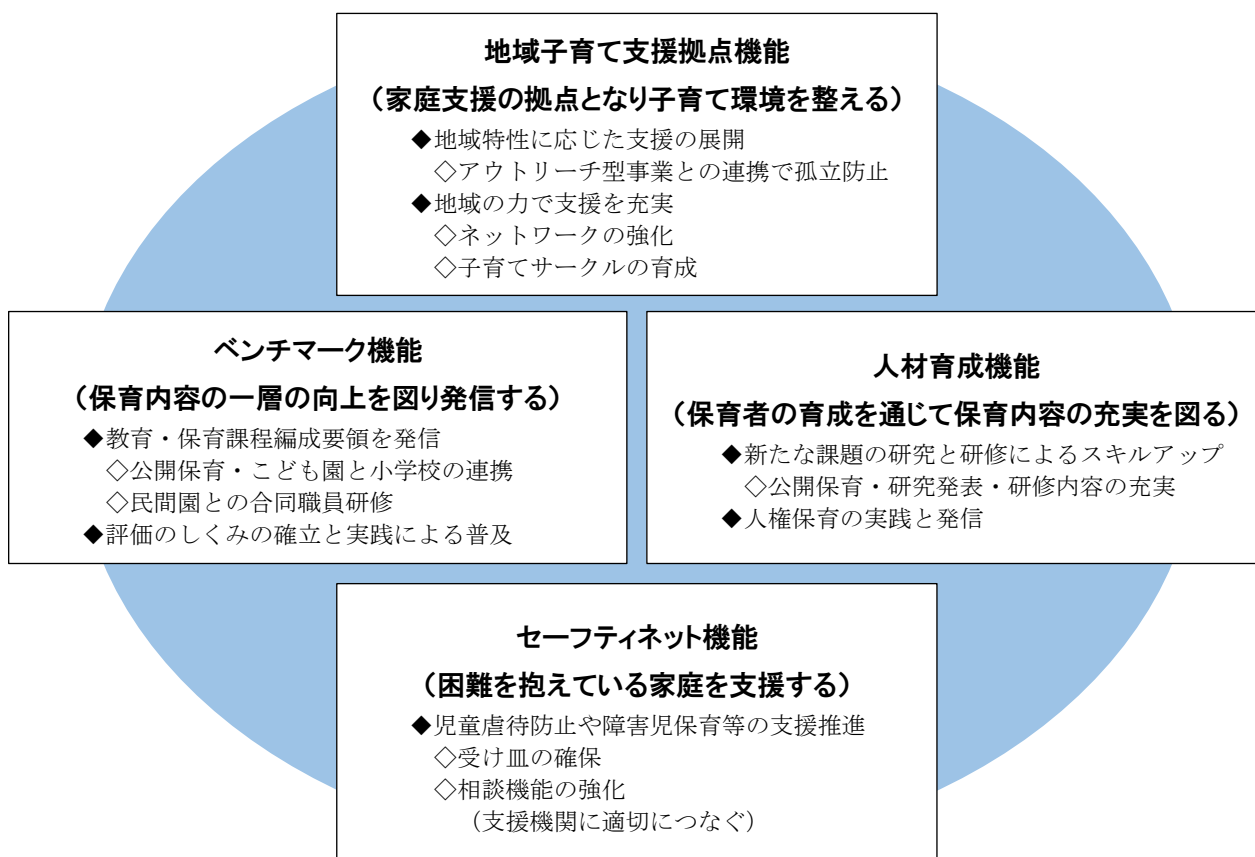 地域子育て支援拠点機能
（家庭支援の拠点となり子育て環境を整える）
◆地域特性に応じた支援の展開
◇アウトリーチ型事業との連携で孤立防止
◆地域の力で支援を充実
◇ネットワークの強化
◇子育てサークルの育成
ベンチマーク機能
（保育内容の一層の向上を図り発信する）
◆教育・保育課程編成要領を発信
◇公開保育・こども園と小学校の連携
◇民間園との合同職員研修
◆評価のしくみの確立と実践による普及
人材育成機能
（保育者の育成を通じて保育内容の充実を図る）
◆新たな課題の研究と研修によるスキルアップ
◇公開保育・研究発表・研修内容の充実
◆人権保育の実践と発信
セーフティネット機能
（困難を抱えている家庭を支援する）
◆児童虐待防止や障害児保育等の支援推進
◇受け皿の確保
◇相談機能の強化
（支援機関に適切につなぐ）